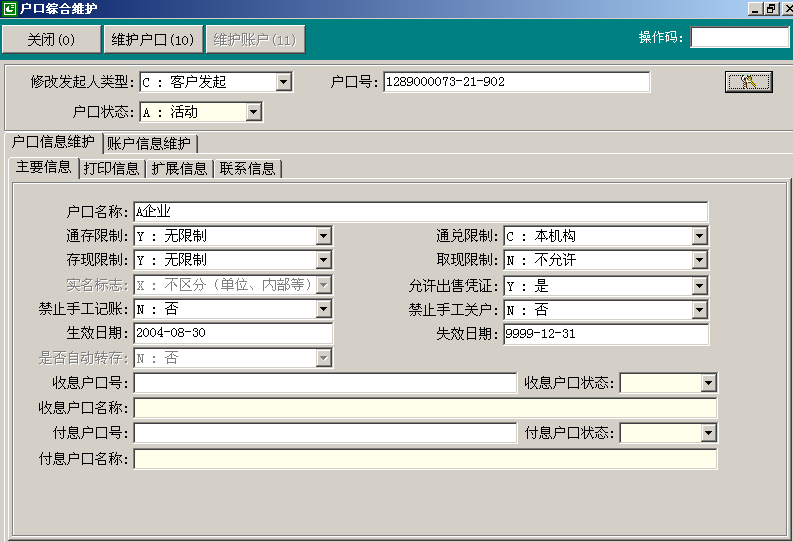 户口综合维护
关闭(0) 维护户口(10) 维护账户(11) 操作码:
修改发起人类型: C : 客户发起 户口号: 1289000073-21-902
户口状态: A : 活动
户口信息维护 账户信息维护
主要信息 打印信息 扩展信息 联系信息
户口名称: A企业
通存限制: Y : 无限制 通兑限制: C : 本机构
存现限制: Y : 无限制 取现限制: N : 不允许
实名标志: X : 不区分（单位、内部等） 允许出售凭证: Y : 是
禁止手工记账: N : 否 禁止手工关户: N : 否
生效日期: 2004-08-30 失效日期: 9999-12-31
是否自动转存: N : 否
收息户口号: 收息户口状态:
收息户口名称:
付息户口号: 付息户口状态:
付息户口名称: